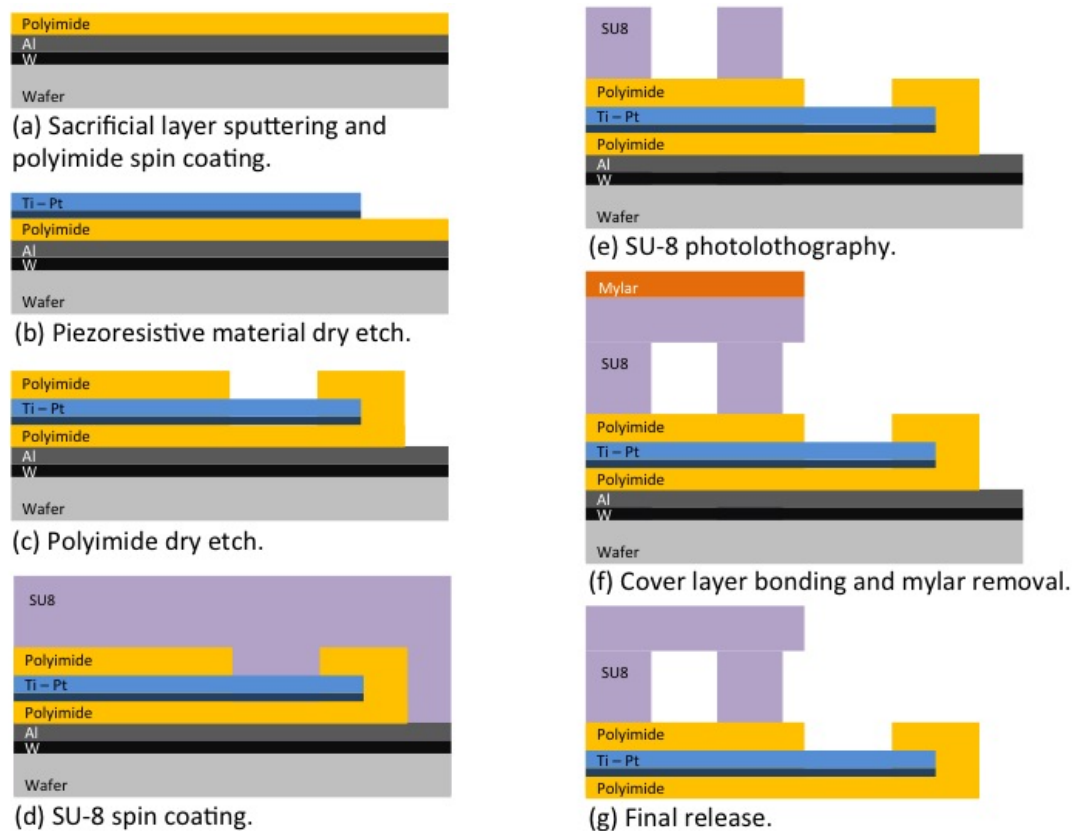 Polyimide
Al
W
Wafer
(a) Sacrificial layer sputtering and
polyimide spin coating.
Ti – Pt
Polyimide
Al
W
Wafer
(b) Piezoresistive material dry etch.
Polyimide
Ti – Pt
Polyimide
Al
W
Wafer
(c) Polyimide dry etch.
SU8
Polyimide
Ti – Pt
Polyimide
Al
W
Wafer
(d) SU-8 spin coating.
SU8
Polyimide
Ti – Pt
Polyimide
Al
W
Wafer
(e) SU-8 photolothography.
Mylar
SU8
Polyimide
Ti – Pt
Polyimide
Al
W
Wafer
(f) Cover layer bonding and mylar removal.
SU8
Polyimide
Ti – Pt
Polyimide
(g) Final release.